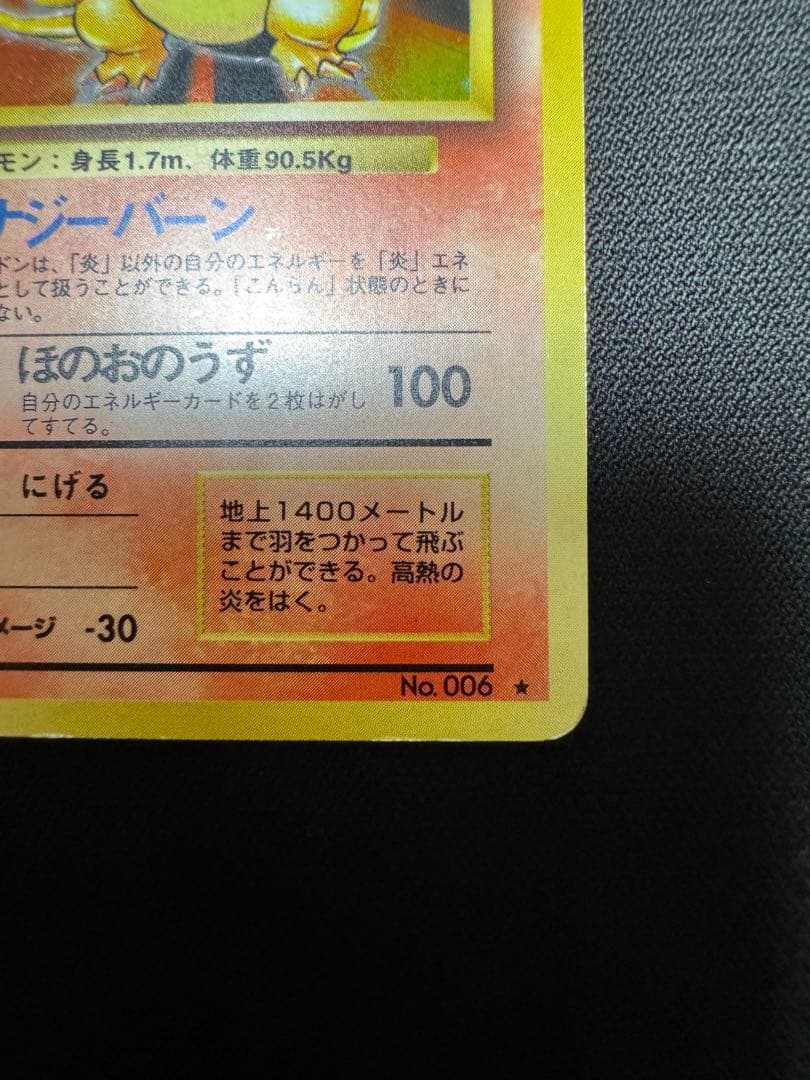 モン：身長1.7m、体重90.5Kg
ナジーバーン
ドンは、「炎」以外の自分のエネルギーを「炎」エネ
として扱うことができる。「こんらん」状態のときに
ない。
ほのおのうず 100
自分のエネルギーカードを2枚はがし
てすてる。
にげる
地上1400メートル
まで羽をつかって飛ぶ
ことができる。高熱の
炎をはく。
メージ -30
No. 006 ★